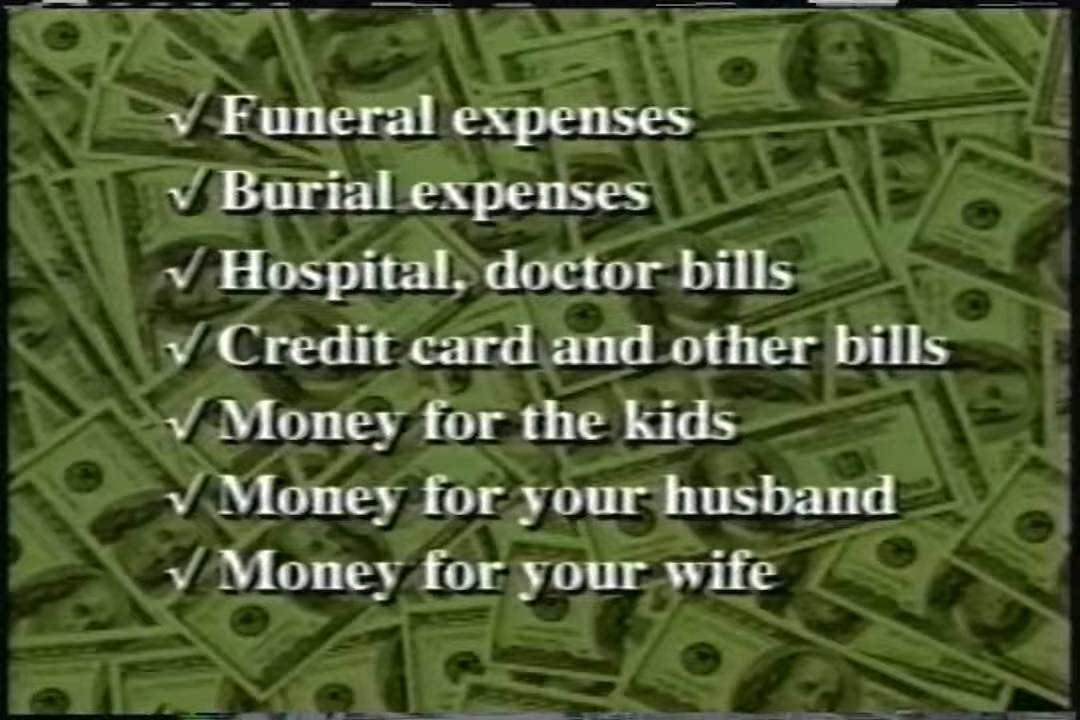 √ Funeral expenses
√ Burial expenses
√ Hospital, doctor bills
√ Credit card and other bills
√ Money for the kids
√ Money for your husband
√ Money for your wife